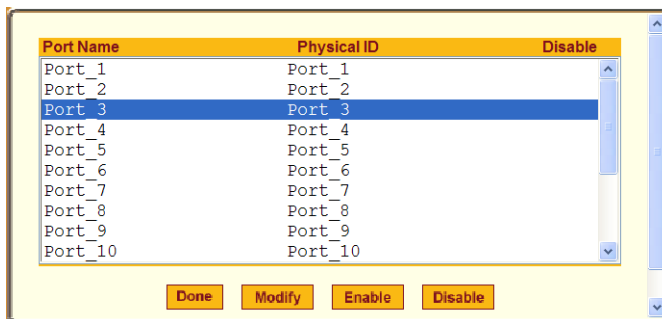 Port Name Physical ID Disable
Port_1 Port_1
Port_2 Port_2
Port_3 Port_3
Port_4 Port_4
Port_5 Port_5
Port_6 Port_6
Port_7 Port_7
Port_8 Port_8
Port_9 Port_9
Port_10 Port_10
Done Modify Enable Disable